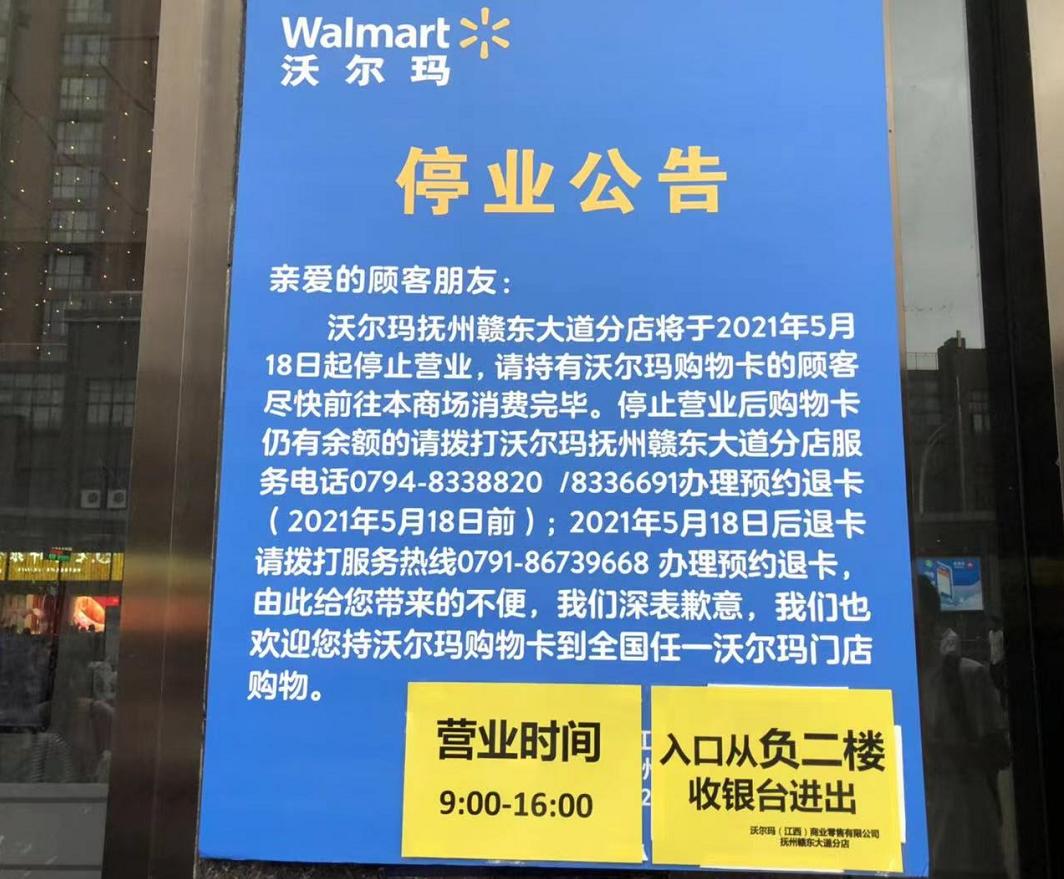 Walmart
沃尔玛
停业公告
亲爱的顾客朋友：
沃尔玛抚州赣东大道分店将于2021年5月
18日起停止营业，请持有沃尔玛购物卡的顾客
尽快前往本商场消费完毕。停止营业后购物卡
仍有余额的请拨打沃尔玛抚州赣东大道分店服
务电话0794-8338820 /8336691办理预约退卡
（2021年5月18日前）；2021年5月18日后退卡
请拨打服务热线0791-86739668 办理预约退卡，
由此给您带来的不便，我们深表歉意，我们也
欢迎您持沃尔玛购物卡到全国任一沃尔玛门店
购物。
营业时间
9:00-16:00
入口从负二楼
收银台进出
沃尔玛（江西）商业零售有限公司
抚州赣东大道分店